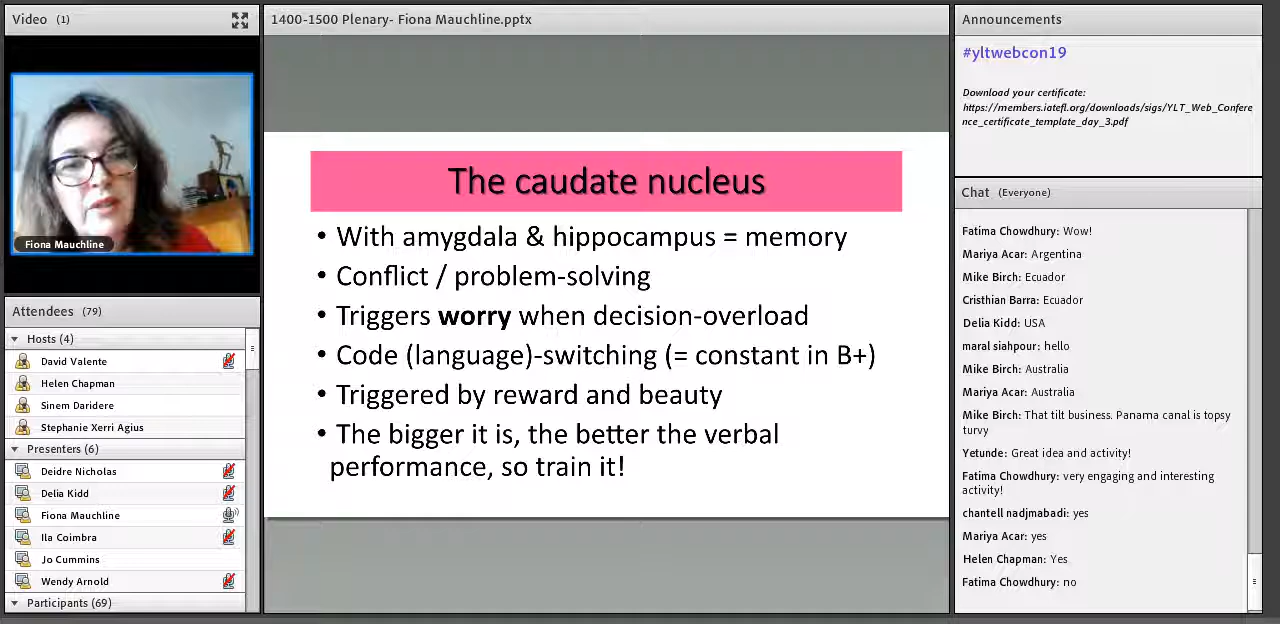 Video (1)
Fiona Mauchline
Attendees (79)
Hosts (4)
David Valente
Helen Chapman
Sinem Daridere
Stephanie Xerri Agius
Presenters (6)
Deidre Nicholas
Delia Kidd
Fiona Mauchline
Ila Coimbra
Jo Cummins
Wendy Arnold
Participants (69)
1400-1500 Plenary- Fiona Mauchline.pptx
The caudate nucleus
• With amygdala & hippocampus = memory
• Conflict / problem-solving
• Triggers worry when decision-overload
• Code (language)-switching (= constant in B+)
• Triggered by reward and beauty
• The bigger it is, the better the verbal
performance, so train it!
Announcements
#yltwebcon19
Download your certificate:
https://members.iatefl.org/downloads/sigs/YLT_Web_Confere
nce_certificate_template_day_3.pdf
Chat (Everyone)
Fatima Chowdhury: Wow!
Mariya Acar: Argentina
Mike Birch: Ecuador
Cristhian Barra: Ecuador
Delia Kidd: USA
maral siahpour: hello
Mike Birch: Australia
Mariya Acar: Australia
Mike Birch: That tilt business. Panama canal is topsy
turvy
Yetunde: Great idea and activity!
Fatima Chowdhury: very engaging and interesting
activity!
chantell nadjmabadi: yes
Mariya Acar: yes
Helen Chapman: Yes
Fatima Chowdhury: no